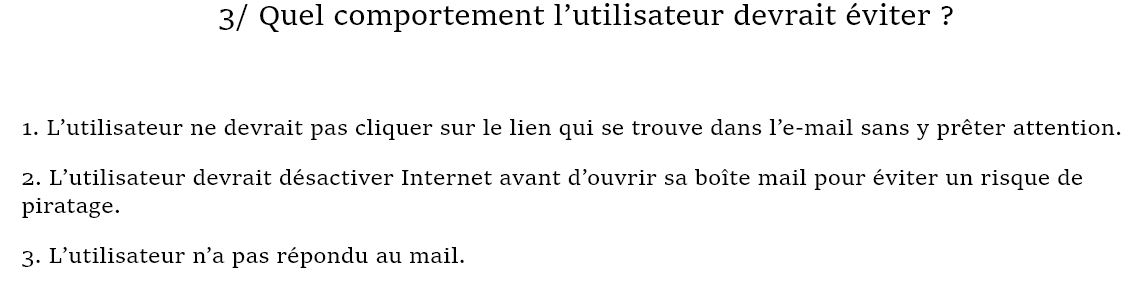 3/ Quel comportement l’utilisateur devrait éviter ?
1. L’utilisateur ne devrait pas cliquer sur le lien qui se trouve dans l’e-mail sans y prêter attention.
2. L’utilisateur devrait désactiver Internet avant d’ouvrir sa boîte mail pour éviter un risque de
piratage.
3. L’utilisateur n’a pas répondu au mail.